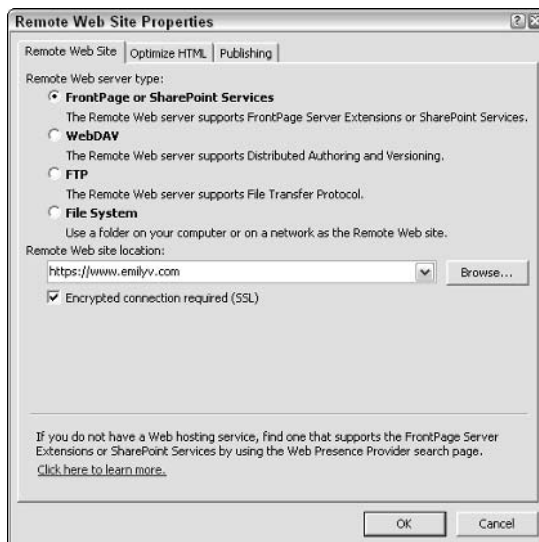 Remote Web Site Properties
Remote Web Site
Optimize HTML
Publishing
Remote Web server type:
FrontPage or SharePoint Services
The Remote Web server supports FrontPage Server Extensions or SharePoint Services.
WebDAV
The Remote Web server supports Distributed Authoring and Versioning.
FTP
The Remote Web server supports File Transfer Protocol.
File System
Use a folder on your computer or on a network as the Remote Web site.
Remote Web site location:
https://www.emilyv.com
Browse...
Encrypted connection required (SSL)
If you do not have a Web hosting service, find one that supports the FrontPage Server
Extensions or SharePoint Services by using the Web Presence Provider search page.
Click here to learn more.
OK
Cancel